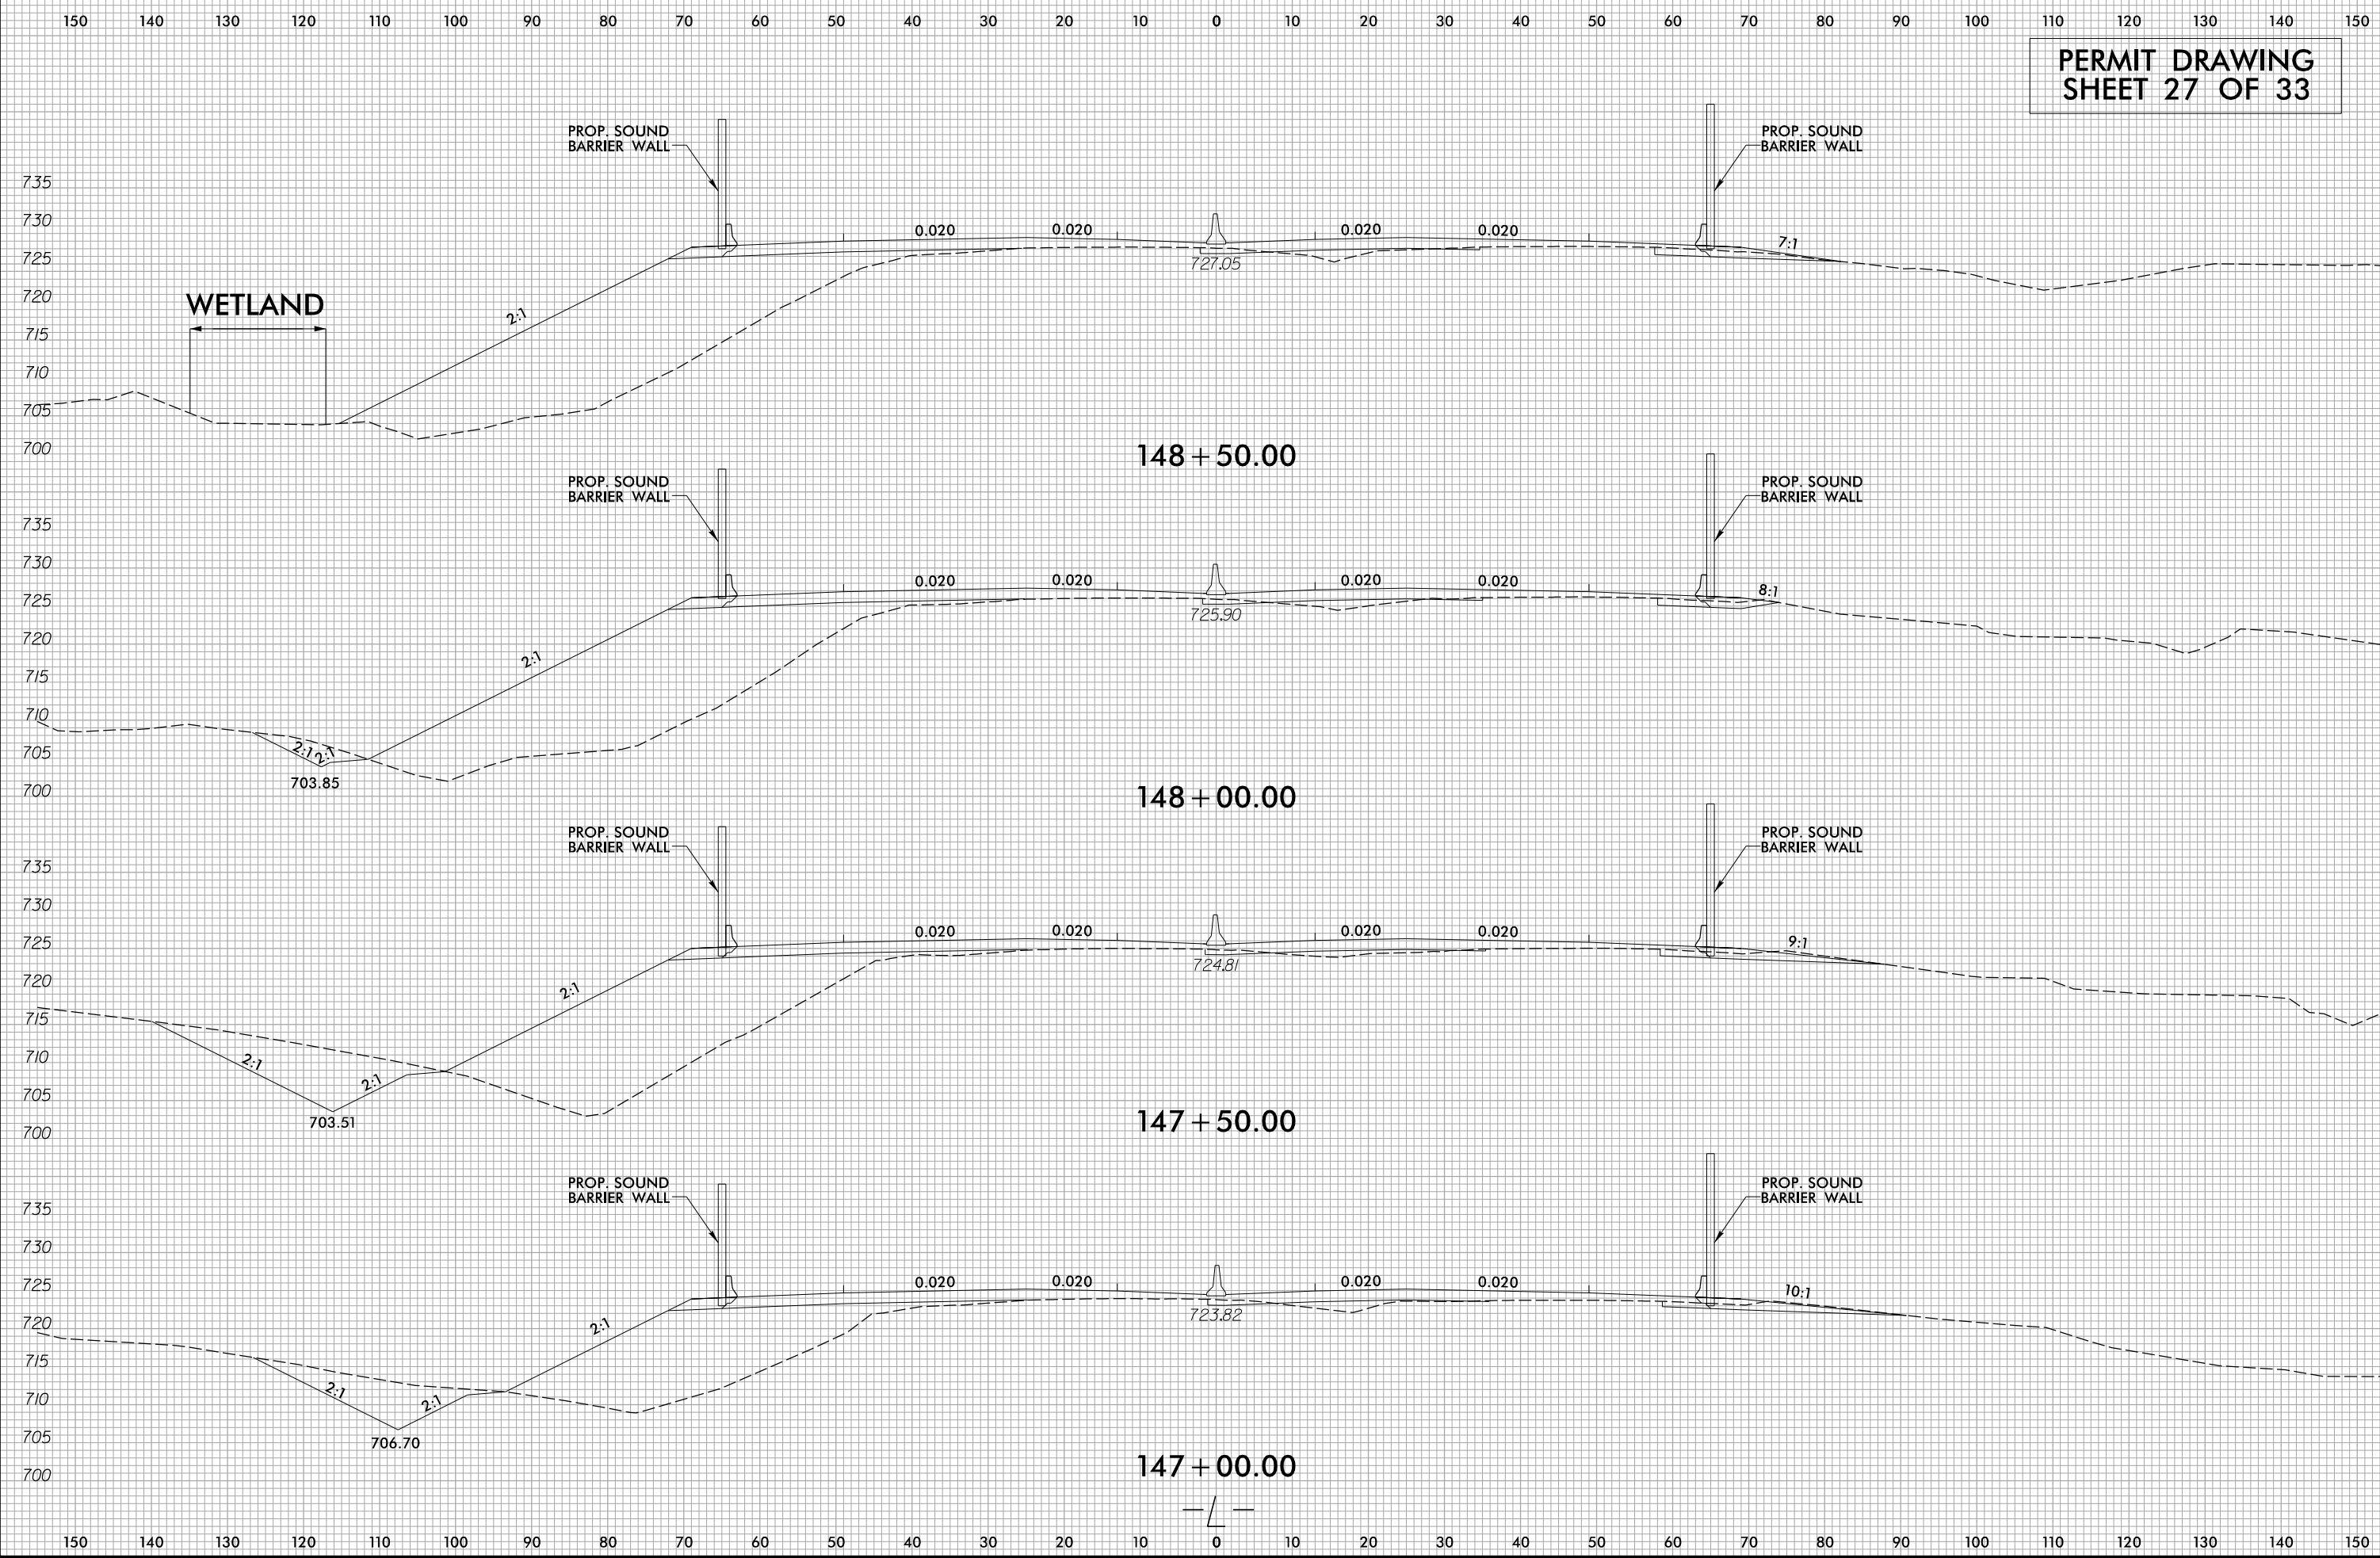 150 140 130 120 110 100 90 80 70 60 50 40 30 20 10 0 10 20 30 40 50 60 70 80 90 100 110 120 130 140 150
PERMIT DRAWING
SHEET 27 OF 33
PROP. SOUND
BARRIER WALL
PROP. SOUND
BARRIER WALL
735
730
0.020 0.020 0.020 0.020
7:1
725
727.05
720
WETLAND
2:1
715
710
705
700
148+50.00
PROP. SOUND
BARRIER WALL
PROP. SOUND
BARRIER WALL
735
730
0.020 0.020 0.020 0.020
8:1
725
725.90
720
2:1
715
710
705
2:1 2:1
703.85
700
148+00.00
PROP. SOUND
BARRIER WALL
PROP. SOUND
BARRIER WALL
735
730
0.020 0.020 0.020 0.020
9:1
725
724.81
720
2:1
715
710
2:1 2:1
705
703.51
700
147+50.00
PROP. SOUND
BARRIER WALL
PROP. SOUND
BARRIER WALL
735
730
725
0.020 0.020 0.020 0.020
10:1
723.82
720
2:1
715
2:1 2:1
710
705
706.70
700
147+00.00
-L-
150 140 130 120 110 100 90 80 70 60 50 40 30 20 10 0 10 20 30 40 50 60 70 80 90 100 110 120 130 140 150